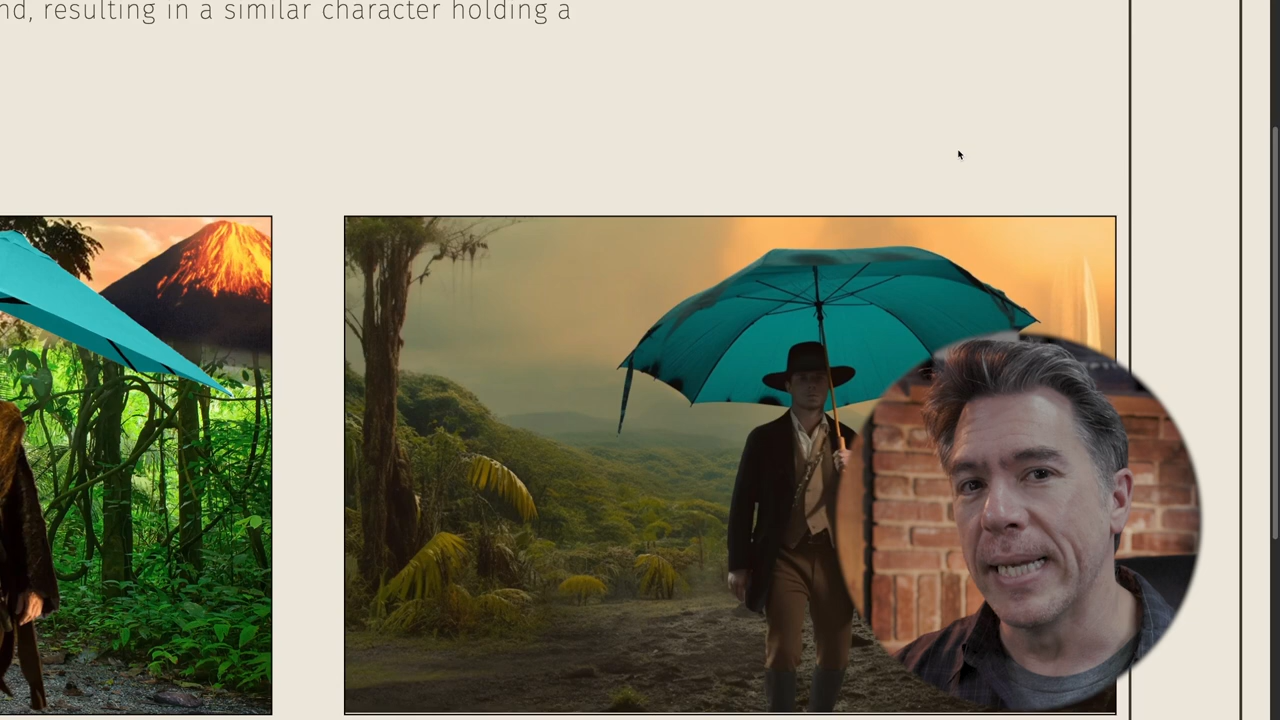 nd, resulting in a similar character holding a